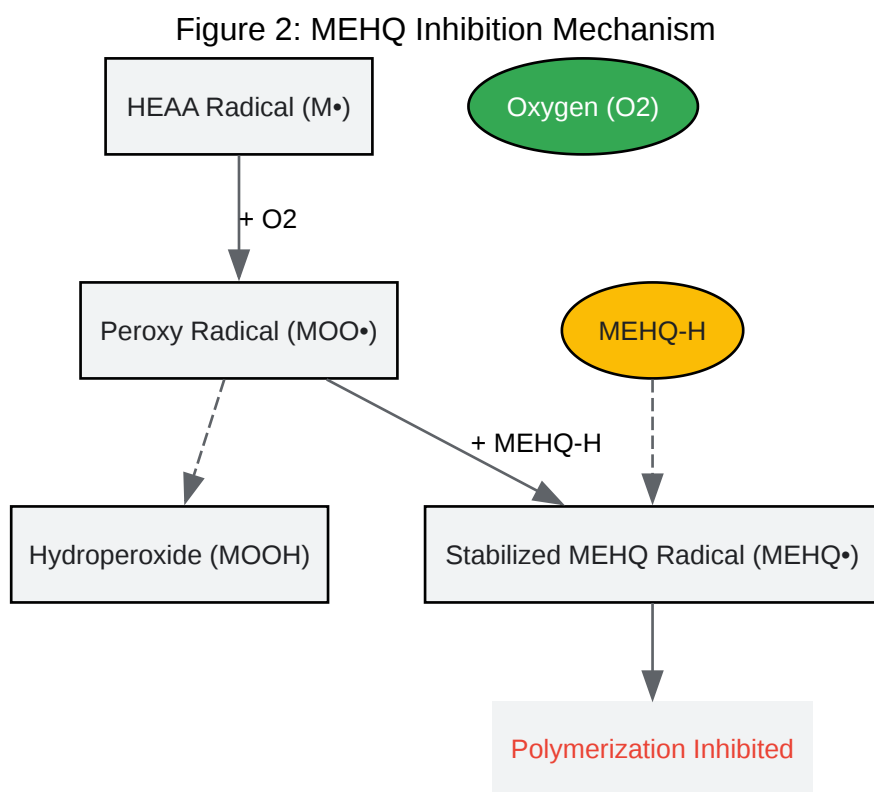 Figure 2: MEHQ Inhibition Mechanism
HEAA Radical (M•)
Oxygen (O2)
+ O2
Peroxy Radical (MOO•)
MEHQ-H
+ MEHQ-H
Hydroperoxide (MOOH)
Stabilized MEHQ Radical (MEHQ•)
Polymerization Inhibited